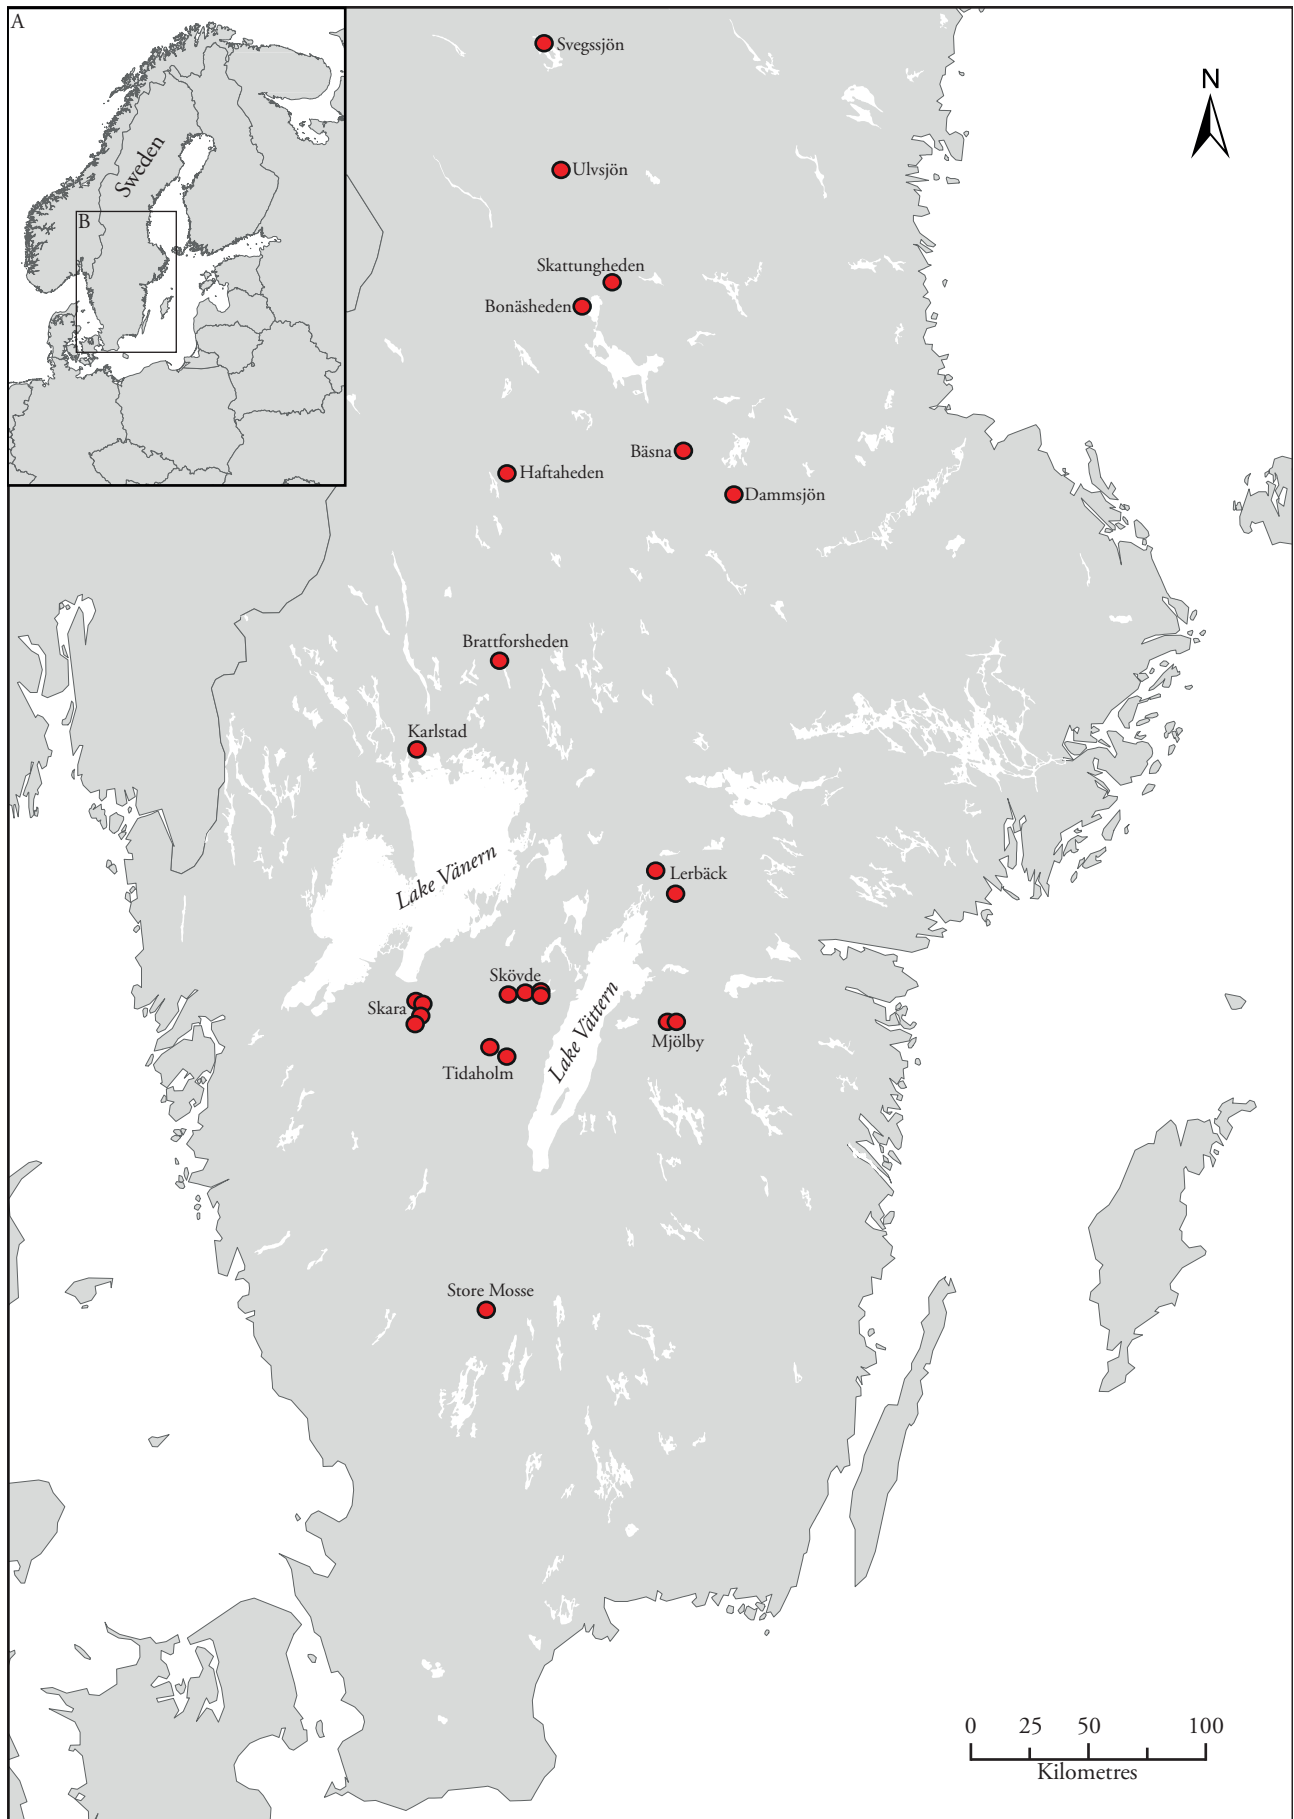 A
Sweden
B
N
Svegssjön
Ulvsjön
Skattungheden
Bonäsheden
Bäsna
Haftaheden
Dammsjön
Brattforsheden
Karlstad
Lake Vänern
Lerbäck
Skövde
Skara
Lake Vättern
Mjölby
Tidaholm
Store Mosse
0 25 50 100
Kilometres